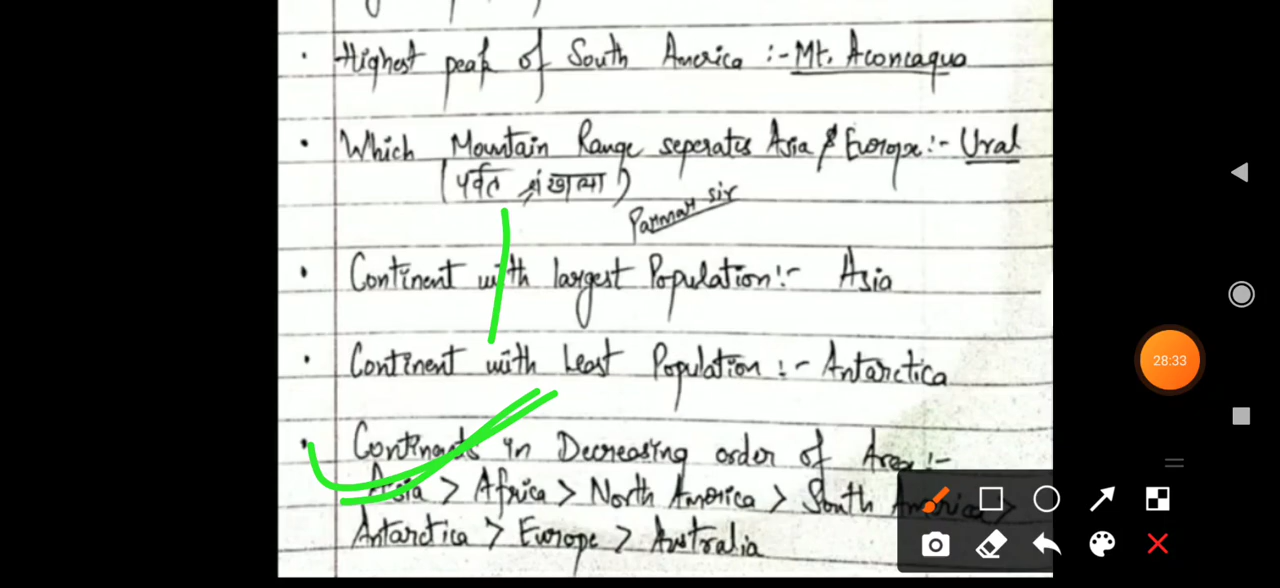 • Highest peak of South America :- Mt. Aconcagua
• Which Mountain Range seperates Asia & Europe:- Ural
(पर्वत श्रृंखला)
Parmar sir
• Continent with largest Population:- Asia
• Continent with Least Population :- Antarctica
• Continents in Decreasing order of Area:-
Asia > Africa > North America > South America >
Antarctica > Europe > Australia
28:33